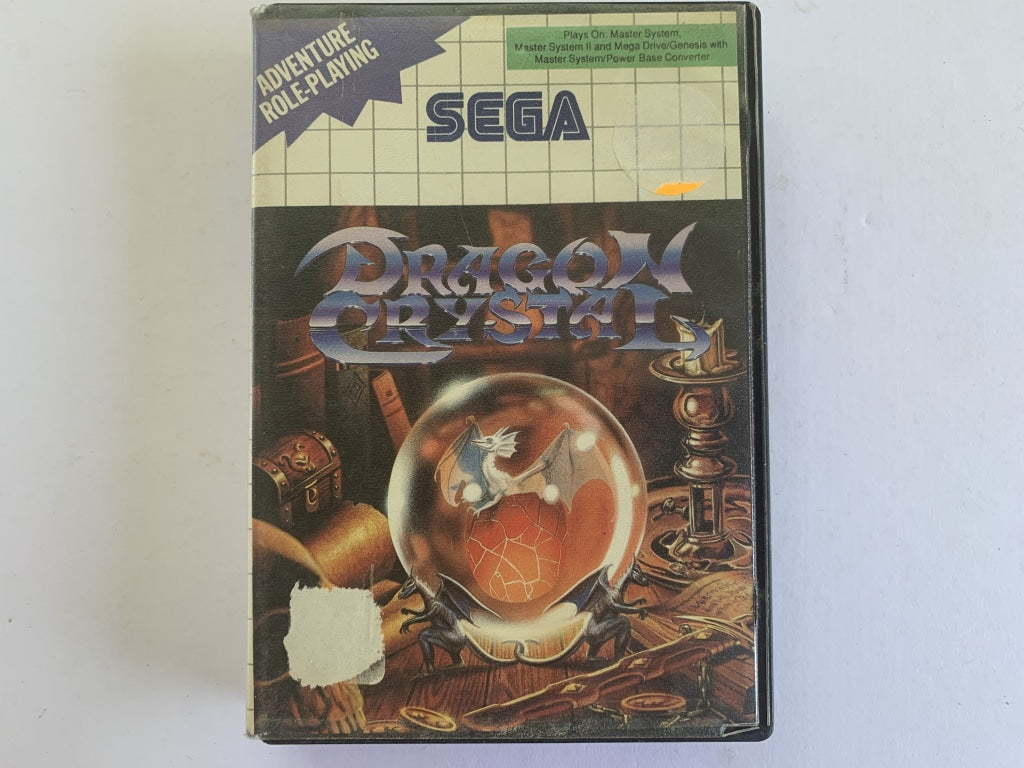 ADVENTURE
ROLE-PLAYING
Plays On: Master System,
Master System II and Mega Drive/Genesis with
Master System/Power Base Converter
SEGA
DRAGON
CRYSTAL